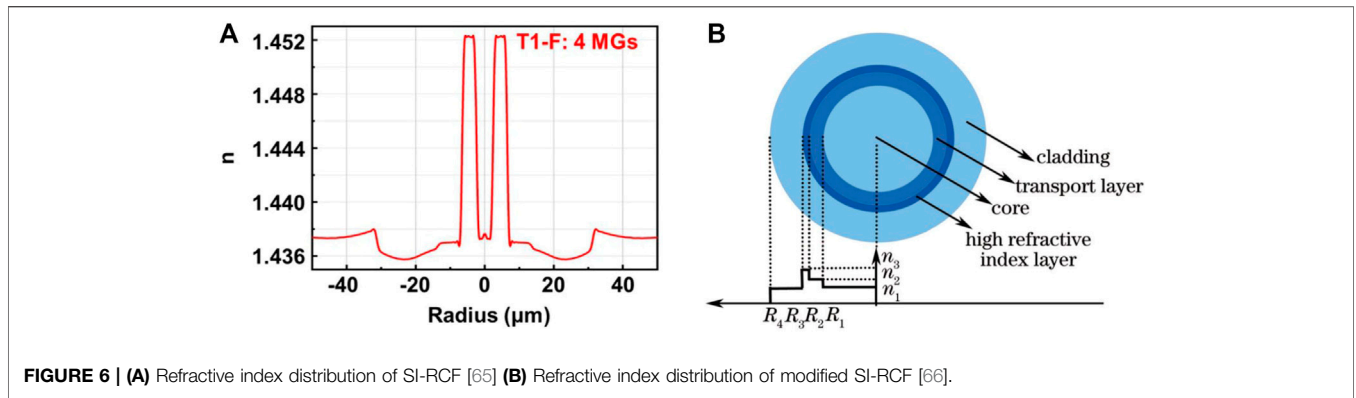 A
1.452
1.448
1.444
1.440
1.436
n
T1-F: 4 MGs
-40 -20 0 20 40
Radius (μm)
B
cladding
transport layer
core
high refractive
index layer
n3
n2
n1
R4 R3 R2 R1
FIGURE 6 | (A) Refractive index distribution of SI-RCF [65] (B) Refractive index distribution of modified SI-RCF [66].